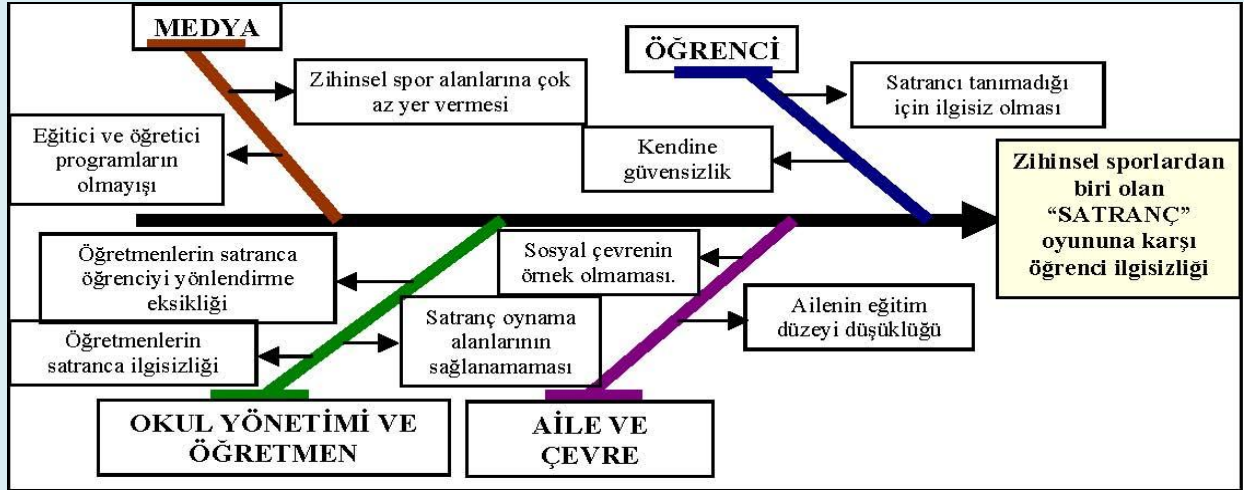 MEDYA
ÖĞRENCİ
Zihinsel spor alanlarına çok
az yer vermesi
Satrancı tanımadığı
için ilgisiz olması
Eğitici ve öğretici
programların
olmayışı
Kendine
güvensizlik
Zihinsel sporlardan
biri olan
“SATRANÇ”
oyununa karşı
öğrenci ilgisizliği
Öğretmenlerin satranca
öğrenciyi yönlendirme
eksikliği
Sosyal çevrenin
örnek olmaması.
Ailenin eğitim
düzeyi düşüklüğü
Öğretmenlerin
satranca ilgisizliği
Satranç oynama
alanlarının
sağlanamaması
OKUL YÖNETİMİ VE
ÖĞRETMEN
AİLE VE
ÇEVRE